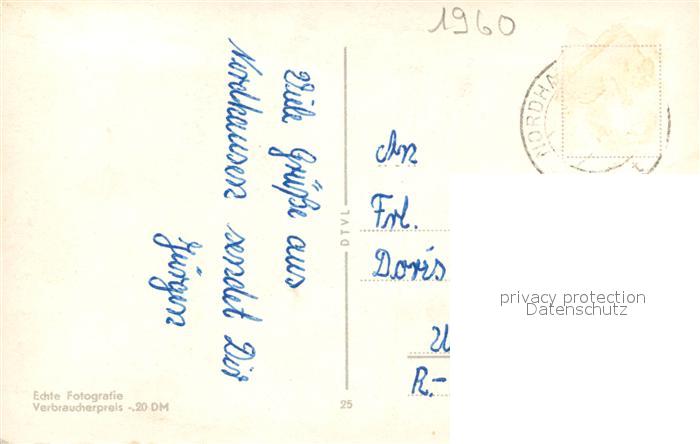 1960
Viele Grüße aus
Nordhausen sendet Dir
Jürgen
NORDHA
An
Frl.
Doris
R.-
DTVL
privacy protection
Datenschutz
Echte Fotografie
Verbraucherpreis -.20 DM
25